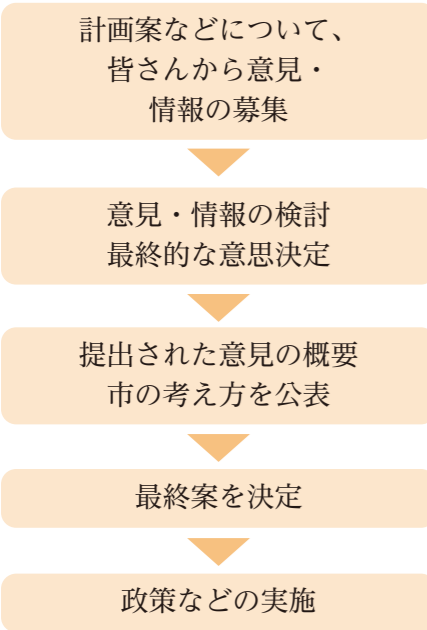 計画案などについて、
皆さんから意見・
情報の募集
意見・情報の検討
最終的な意思決定
提出された意見の概要
市の考え方を公表
最終案を決定
政策などの実施